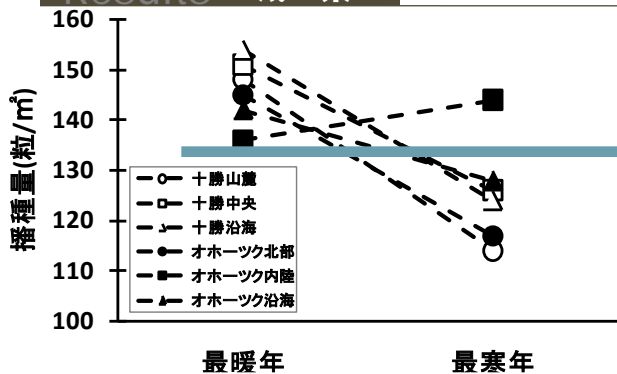 Results
160
150
140
130
120
110
100
播種量(粒/㎡)
十勝山麓
十勝中央
十勝沿海
オホーツク北部
オホーツク内陸
オホーツク沿海
最暖年
最寒年